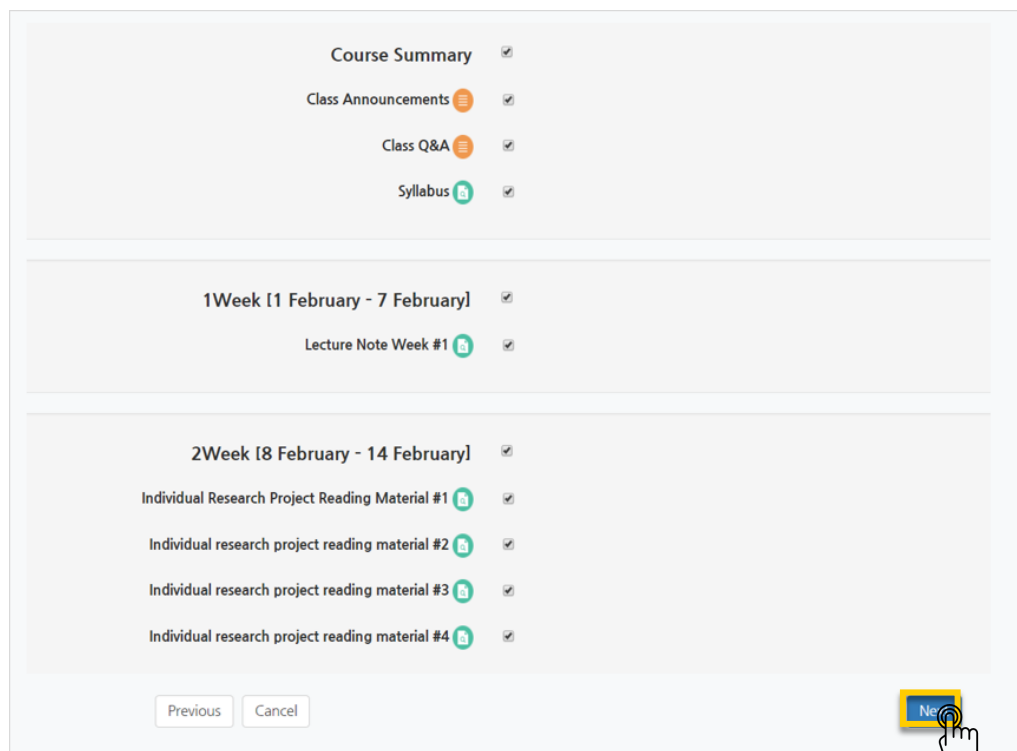 Course Summary
Class Announcements
Class Q&A
Syllabus
1Week [1 February - 7 February]
Lecture Note Week #1
2Week [8 February - 14 February]
Individual Research Project Reading Material #1
Individual research project reading material #2
Individual research project reading material #3
Individual research project reading material #4
Previous Cancel